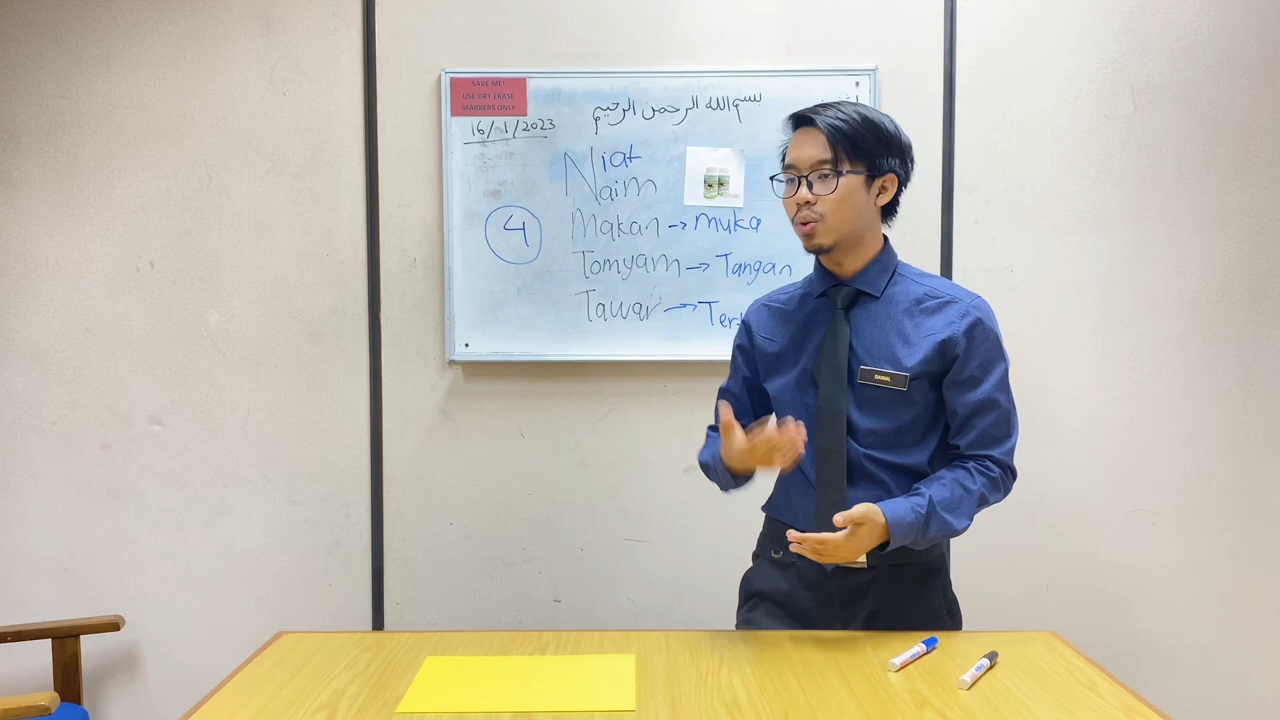 SAVE ME!
USE DRY ERASE
MARKERS ONLY
بسم الله الرحمن الرحيم
16/1/2023
Niat
Naim
4
Makan → muka
Tomyam → Tangan
Tawar →
DANIAL